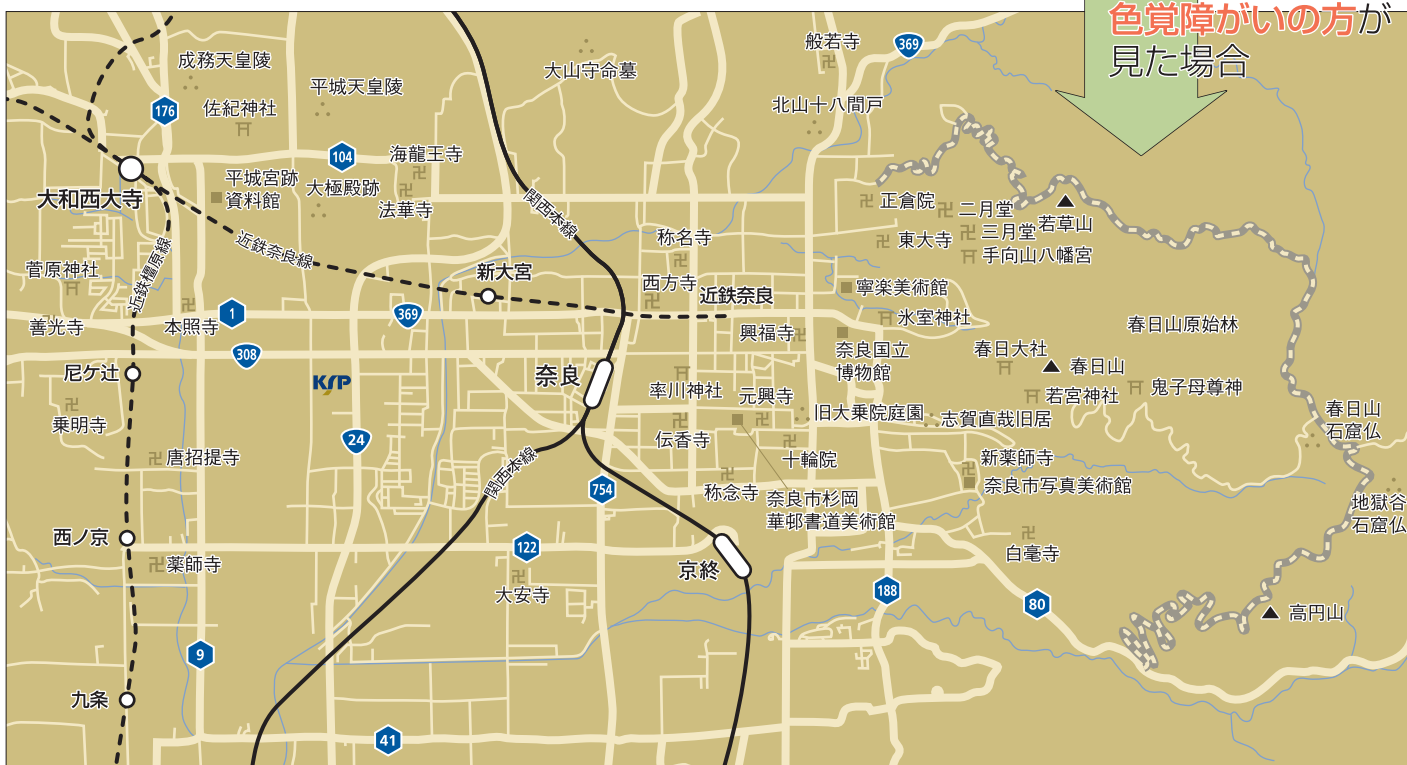 色覚障がいの方が
見た場合
成務天皇陵
平城天皇陵
大山守命墓
般若寺
369
176
佐紀神社
北山十八間戸
104
海龍王寺
大和西大寺
平城宮跡
資料館
大極殿跡
法華寺
関西本線
正倉院
二月堂
若草山
三月堂
東大寺
手向山八幡宮
称名寺
近鉄奈良線
近鉄橿原線
菅原神社
新大宮
西方寺
近鉄奈良
寧楽美術館
善光寺
本照寺
1
369
308
興福寺
氷室神社
春日山原始林
奈良国立
博物館
春日大社
春日山
尼ケ辻
KSP
奈良
率川神社
元興寺
若宮神社
鬼子母尊神
乗明寺
24
旧大乗院庭園
志賀直哉旧居
春日山
石窟仏
伝香寺
十輪院
唐招提寺
関西本線
754
称念寺
新薬師寺
奈良市写真美術館
奈良市杉岡
華邨書道美術館
地獄谷
石窟仏
西ノ京
薬師寺
122
京終
白毫寺
大安寺
188
80
高円山
9
九条
41